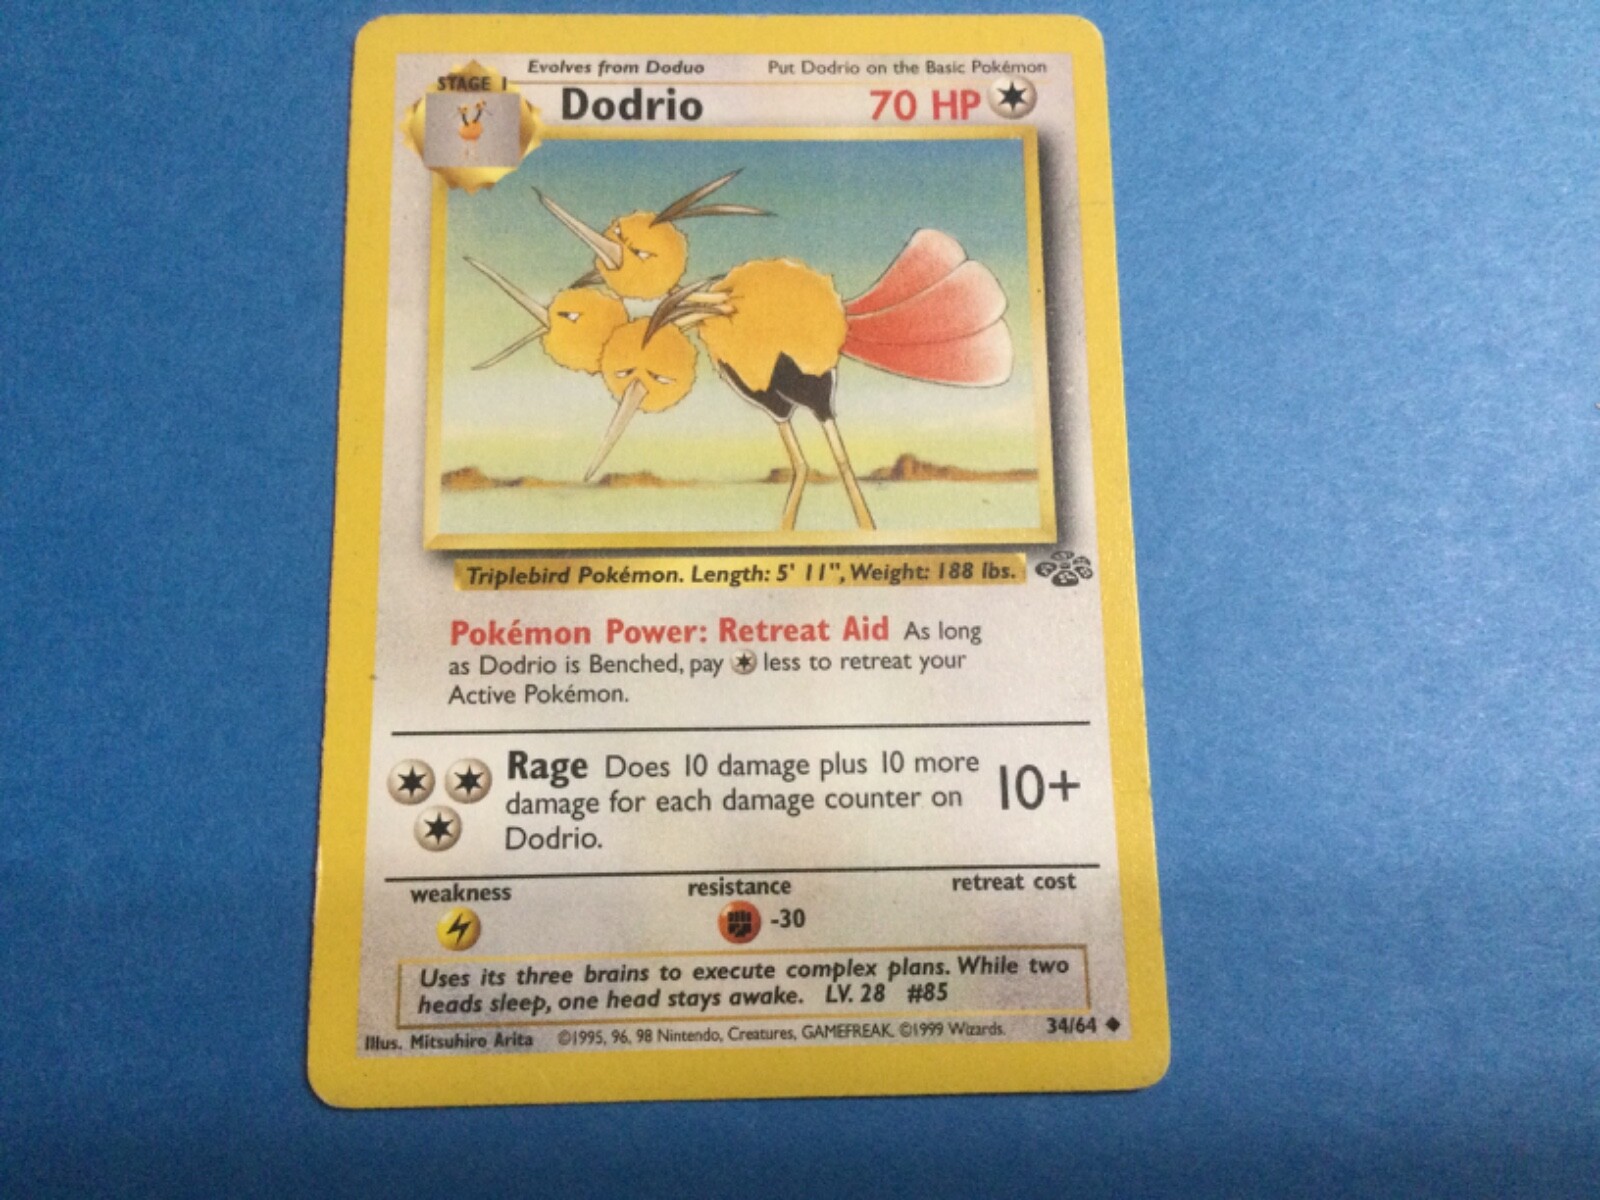 Evolves from Doduo Put Dodrio on the Basic Pokémon
STAGE 1
Dodrio 70 HP
Triplebird Pokémon. Length: 5' 11", Weight: 188 lbs.
Pokémon Power: Retreat Aid As long
as Dodrio is Benched, pay less to retreat your
Active Pokémon.
Rage Does 10 damage plus 10 more
damage for each damage counter on
Dodrio.
10+
weakness resistance retreat cost
-30
Uses its three brains to execute complex plans. While two
heads sleep, one head stays awake. LV. 28 #85
Illus. Mitsuhiro Arita ©1995, 96, 98 Nintendo, Creatures, GAMEFREAK. ©1999 Wizards. 34/64